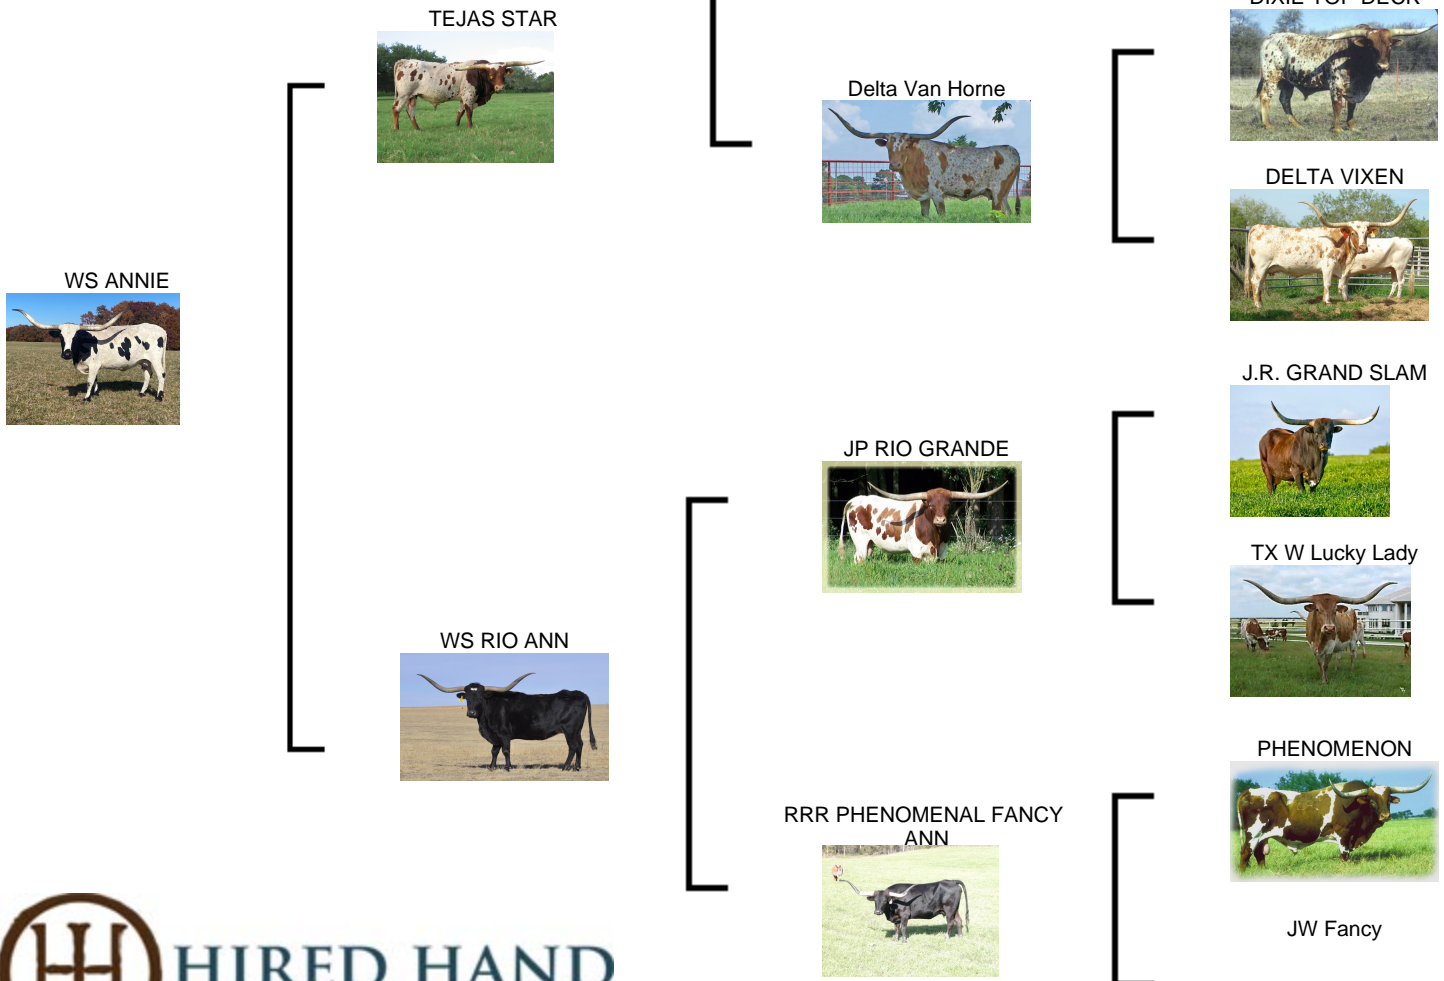 TEJAS STAR
Delta Van Horne
DELTA VIXEN
WS ANNIE
J.R. GRAND SLAM
JP RIO GRANDE
TX W Lucky Lady
WS RIO ANN
PHENOMENON
RRR PHENOMENAL FANCY
ANN
JW Fancy
HIRED HAND